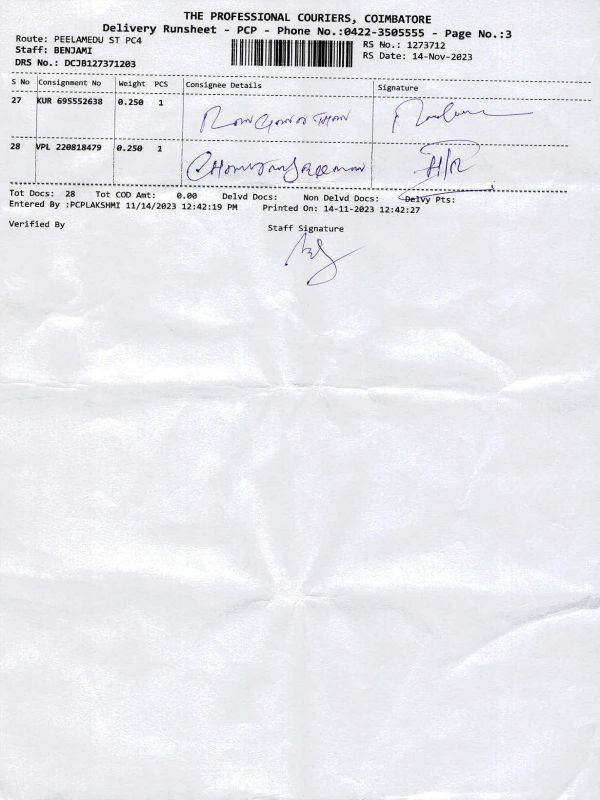 THE PROFESSIONAL COURIERS, COIMBATORE
Delivery Runsheet - PCP - Phone No.:0422-3505555 - Page No.:3
Route: PEELAMEDU ST PC4
RS No.: 1273712
Staff: BENJAMI
RS Date: 14-Nov-2023
DRS No.: DCJB127371203
S No Consignment No Weight PCS Consignee Details Signature
27 KUR 695552638 0.250 1
28 VPL 220818479 0.250 1
Tot Docs: 28 Tot COD Amt: 0.00 Delvd Docs: Non Delvd Docs: Delvy Pts:
Entered By :PCPLAKSHMI 11/14/2023 12:42:19 PM Printed On: 14-11-2023 12:42:27
Verified By Staff Signature